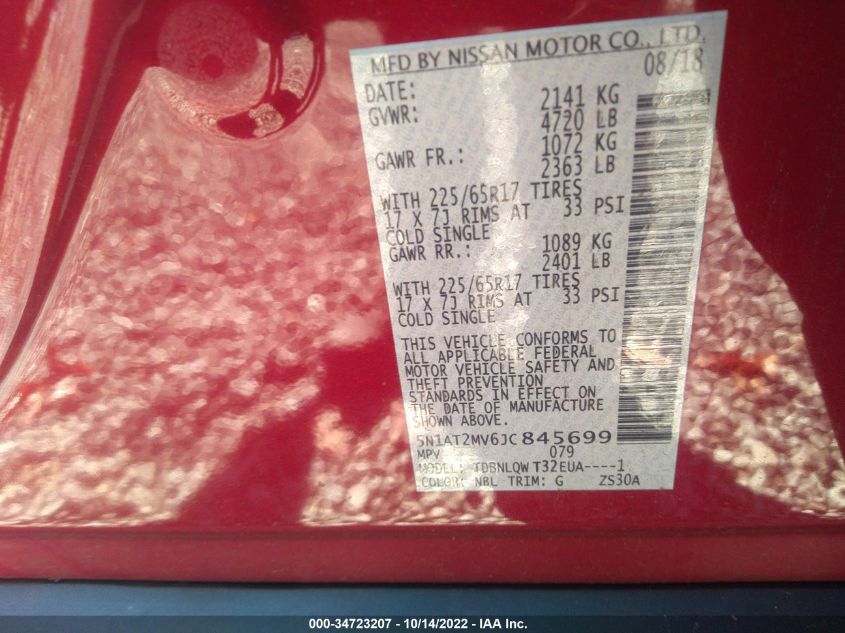 MFD BY NISSAN MOTOR CO., LTD.
DATE: 08/18
GVWR: 2141 KG
4720 LB
GAWR FR.: 1072 KG
2363 LB
WITH 225/65R17 TIRES
17 X 7J RIMS AT 33 PSI
COLD SINGLE
GAWR RR.: 1089 KG
2401 LB
WITH 225/65R17 TIRES
17 X 7J RIMS AT 33 PSI
COLD SINGLE
THIS VEHICLE CONFORMS TO
ALL APPLICABLE FEDERAL
MOTOR VEHICLE SAFETY AND
THEFT PREVENTION
STANDARDS IN EFFECT ON
THE DATE OF MANUFACTURE
SHOWN ABOVE.
5N1AT2MV6JC845699
MPV 079
MODEL: TDBNLQW T32EUA----1
COLOR: NBL TRIM: G ZS30A
000-34723207 - 10/14/2022 - IAA Inc.